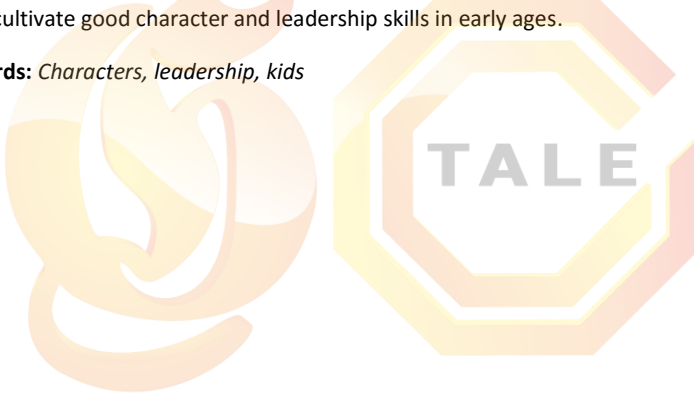 cultivate good character and leadership skills in early ages.
rds: Characters, leadership, kids
TALE